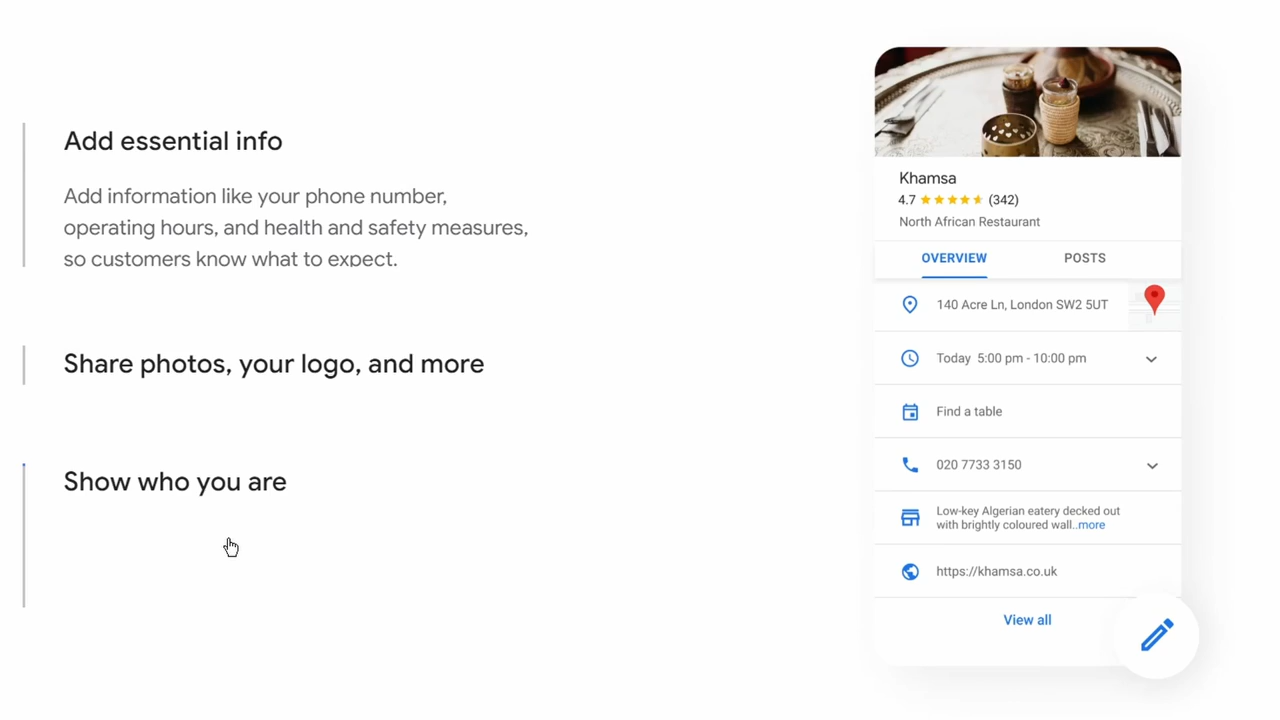 Add essential info
Add information like your phone number,
operating hours, and health and safety measures,
so customers know what to expect.
Share photos, your logo, and more
Show who you are
Khamsa
4.7 (342)
North African Restaurant
OVERVIEW POSTS
140 Acre Ln, London SW2 5UT
Today 5:00 pm - 10:00 pm
Find a table
020 7733 3150
Low-key Algerian eatery decked out
with brightly coloured wall..more
https://khamsa.co.uk
View all